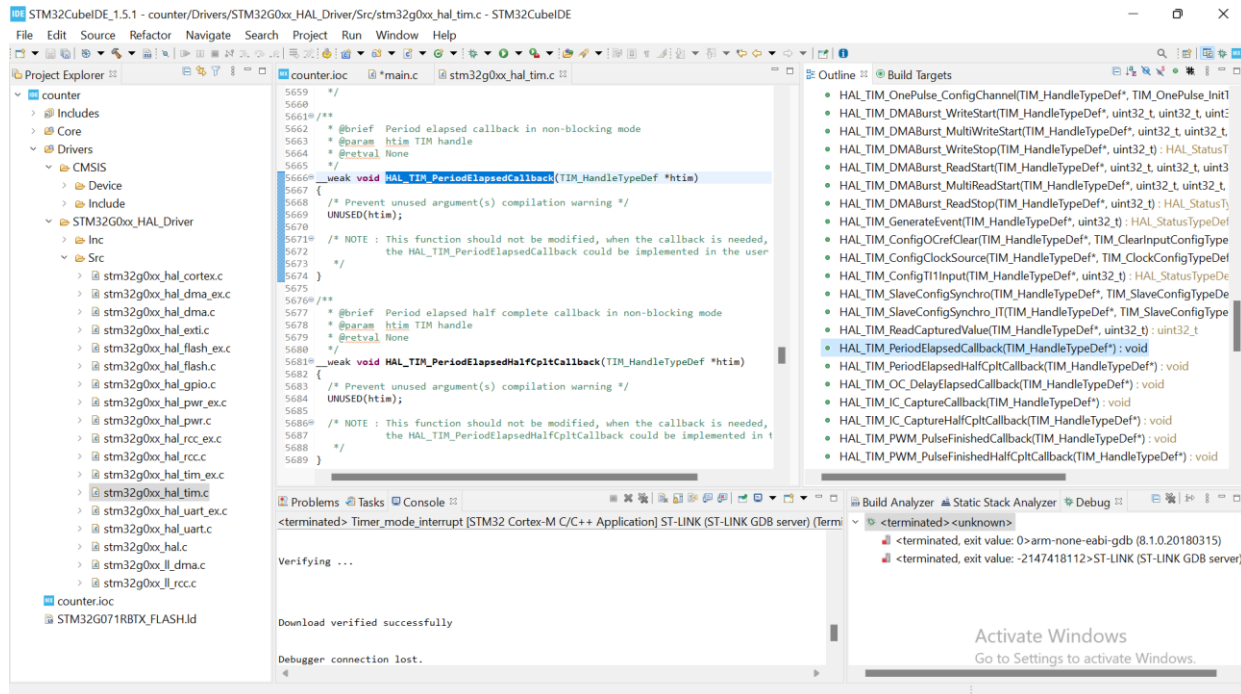 STM32CubeIDE_1.5.1 - counter/Drivers/STM32G0xx_HAL_Driver/Src/stm32g0xx_hal_tim.c - STM32CubeIDE
File Edit Source Refactor Navigate Search Project Run Window Help
Project Explorer
counter
Includes
Core
Drivers
CMSIS
Device
Include
STM32G0xx_HAL_Driver
Inc
Src
stm32g0xx_hal_cortex.c
stm32g0xx_hal_dma_ex.c
stm32g0xx_hal_dma.c
stm32g0xx_hal_exti.c
stm32g0xx_hal_flash_ex.c
stm32g0xx_hal_flash.c
stm32g0xx_hal_gpio.c
stm32g0xx_hal_pwr_ex.c
stm32g0xx_hal_pwr.c
stm32g0xx_hal_rcc_ex.c
stm32g0xx_hal_rcc.c
stm32g0xx_hal_tim_ex.c
stm32g0xx_hal_tim.c
stm32g0xx_hal_uart_ex.c
stm32g0xx_hal_uart.c
stm32g0xx_hal.c
stm32g0xx_ll_dma.c
stm32g0xx_ll_rcc.c
counter.ioc
STM32G071RBTX_FLASH.ld
counter.ioc *main.c stm32g0xx_hal_tim.c
5659 */
5660
5661 /**
5662 * @brief Period elapsed callback in non-blocking mode
5663 * @param htim TIM handle
5664 * @retval None
5665 */
5666 __weak void HAL_TIM_PeriodElapsedCallback(TIM_HandleTypeDef *htim)
5667 {
5668 /* Prevent unused argument(s) compilation warning */
5669 UNUSED(htim);
5670
5671 /* NOTE : This function should not be modified, when the callback is needed,
5672 the HAL_TIM_PeriodElapsedCallback could be implemented in the user
5673 */
5674 }
5675
5676 /**
5677 * @brief Period elapsed half complete callback in non-blocking mode
5678 * @param htim TIM handle
5679 * @retval None
5680 */
5681 __weak void HAL_TIM_PeriodElapsedHalfCpltCallback(TIM_HandleTypeDef *htim)
5682 {
5683 /* Prevent unused argument(s) compilation warning */
5684 UNUSED(htim);
5685
5686 /* NOTE : This function should not be modified, when the callback is needed,
5687 the HAL_TIM_PeriodElapsedHalfCpltCallback could be implemented in t
5688 */
5689 }
Outline Build Targets
HAL_TIM_OnePulse_ConfigChannel(TIM_HandleTypeDef*, TIM_OnePulse_InitT
HAL_TIM_DMABurst_WriteStart(TIM_HandleTypeDef*, uint32_t, uint32_t, uint3
HAL_TIM_DMABurst_MultiWriteStart(TIM_HandleTypeDef*, uint32_t, uint32_t,
HAL_TIM_DMABurst_WriteStop(TIM_HandleTypeDef*, uint32_t) : HAL_StatusT
HAL_TIM_DMABurst_ReadStart(TIM_HandleTypeDef*, uint32_t, uint32_t, uint3
HAL_TIM_DMABurst_MultiReadStart(TIM_HandleTypeDef*, uint32_t, uint32_t,
HAL_TIM_DMABurst_ReadStop(TIM_HandleTypeDef*, uint32_t) : HAL_StatusTy
HAL_TIM_GenerateEvent(TIM_HandleTypeDef*, uint32_t) : HAL_StatusTypeDef
HAL_TIM_ConfigOCrefClear(TIM_HandleTypeDef*, TIM_ClearInputConfigType
HAL_TIM_ConfigClockSource(TIM_HandleTypeDef*, TIM_ClockConfigTypeDef
HAL_TIM_ConfigTI1Input(TIM_HandleTypeDef*, uint32_t) : HAL_StatusTypeDe
HAL_TIM_SlaveConfigSynchro(TIM_HandleTypeDef*, TIM_SlaveConfigTypeDe
HAL_TIM_SlaveConfigSynchro_IT(TIM_HandleTypeDef*, TIM_SlaveConfigType
HAL_TIM_ReadCapturedValue(TIM_HandleTypeDef*, uint32_t) : uint32_t
HAL_TIM_PeriodElapsedCallback(TIM_HandleTypeDef*) : void
HAL_TIM_PeriodElapsedHalfCpltCallback(TIM_HandleTypeDef*) : void
HAL_TIM_OC_DelayElapsedCallback(TIM_HandleTypeDef*) : void
HAL_TIM_IC_CaptureCallback(TIM_HandleTypeDef*) : void
HAL_TIM_IC_CaptureHalfCpltCallback(TIM_HandleTypeDef*) : void
HAL_TIM_PWM_PulseFinishedCallback(TIM_HandleTypeDef*) : void
HAL_TIM_PWM_PulseFinishedHalfCpltCallback(TIM_HandleTypeDef*) : void
Problems Tasks Console
<terminated> Timer_mode_interrupt [STM32 Cortex-M C/C++ Application] ST-LINK (ST-LINK GDB server) (Termi
Verifying ...
Download verified successfully
Debugger connection lost.
Build Analyzer Static Stack Analyzer Debug
<terminated><unknown>
<terminated, exit value: 0>arm-none-eabi-gdb (8.1.0.20180315)
<terminated, exit value: -2147418112>ST-LINK (ST-LINK GDB server)
Activate Windows
Go to Settings to activate Windows.